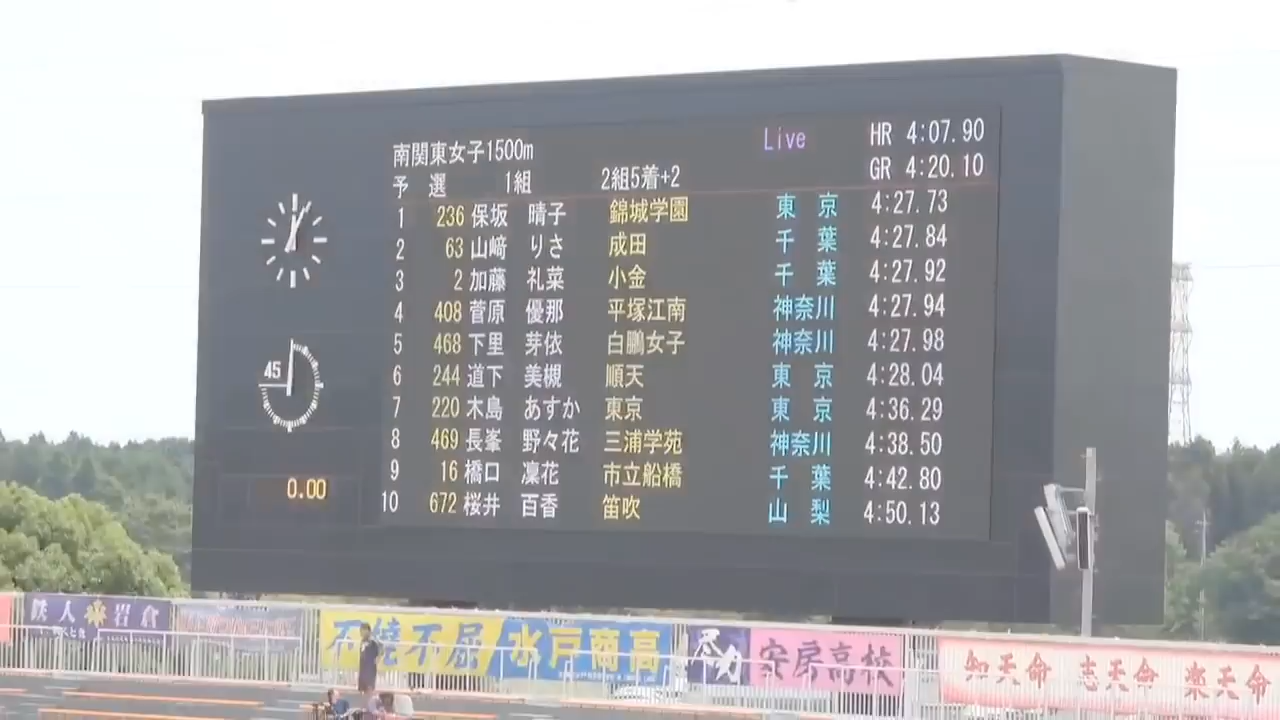 南関東女子1500m Live HR 4:07.90
予 選 1組 2組5着+2 GR 4:20.10
1 236 保坂 晴子 錦城学園 東 京 4:27.73
2 63 山﨑 りさ 成田 千 葉 4:27.84
3 2 加藤 礼菜 小金 千 葉 4:27.92
4 408 菅原 優那 平塚江南 神奈川 4:27.94
5 468 下里 芽依 白鵬女子 神奈川 4:27.98
6 244 道下 美槻 順天 東 京 4:28.04
7 220 木島 あすか 東京 東 京 4:36.29
8 469 長峯 野々花 三浦学苑 神奈川 4:38.50
9 16 橋口 凜花 市立船橋 千 葉 4:42.80
10 672 桜井 百香 笛吹 山 梨 4:50.13
45
0.00
鉄人 岩倉
不屈
水戸商高
尽力 安房高校
知天命 志天命 楽天命